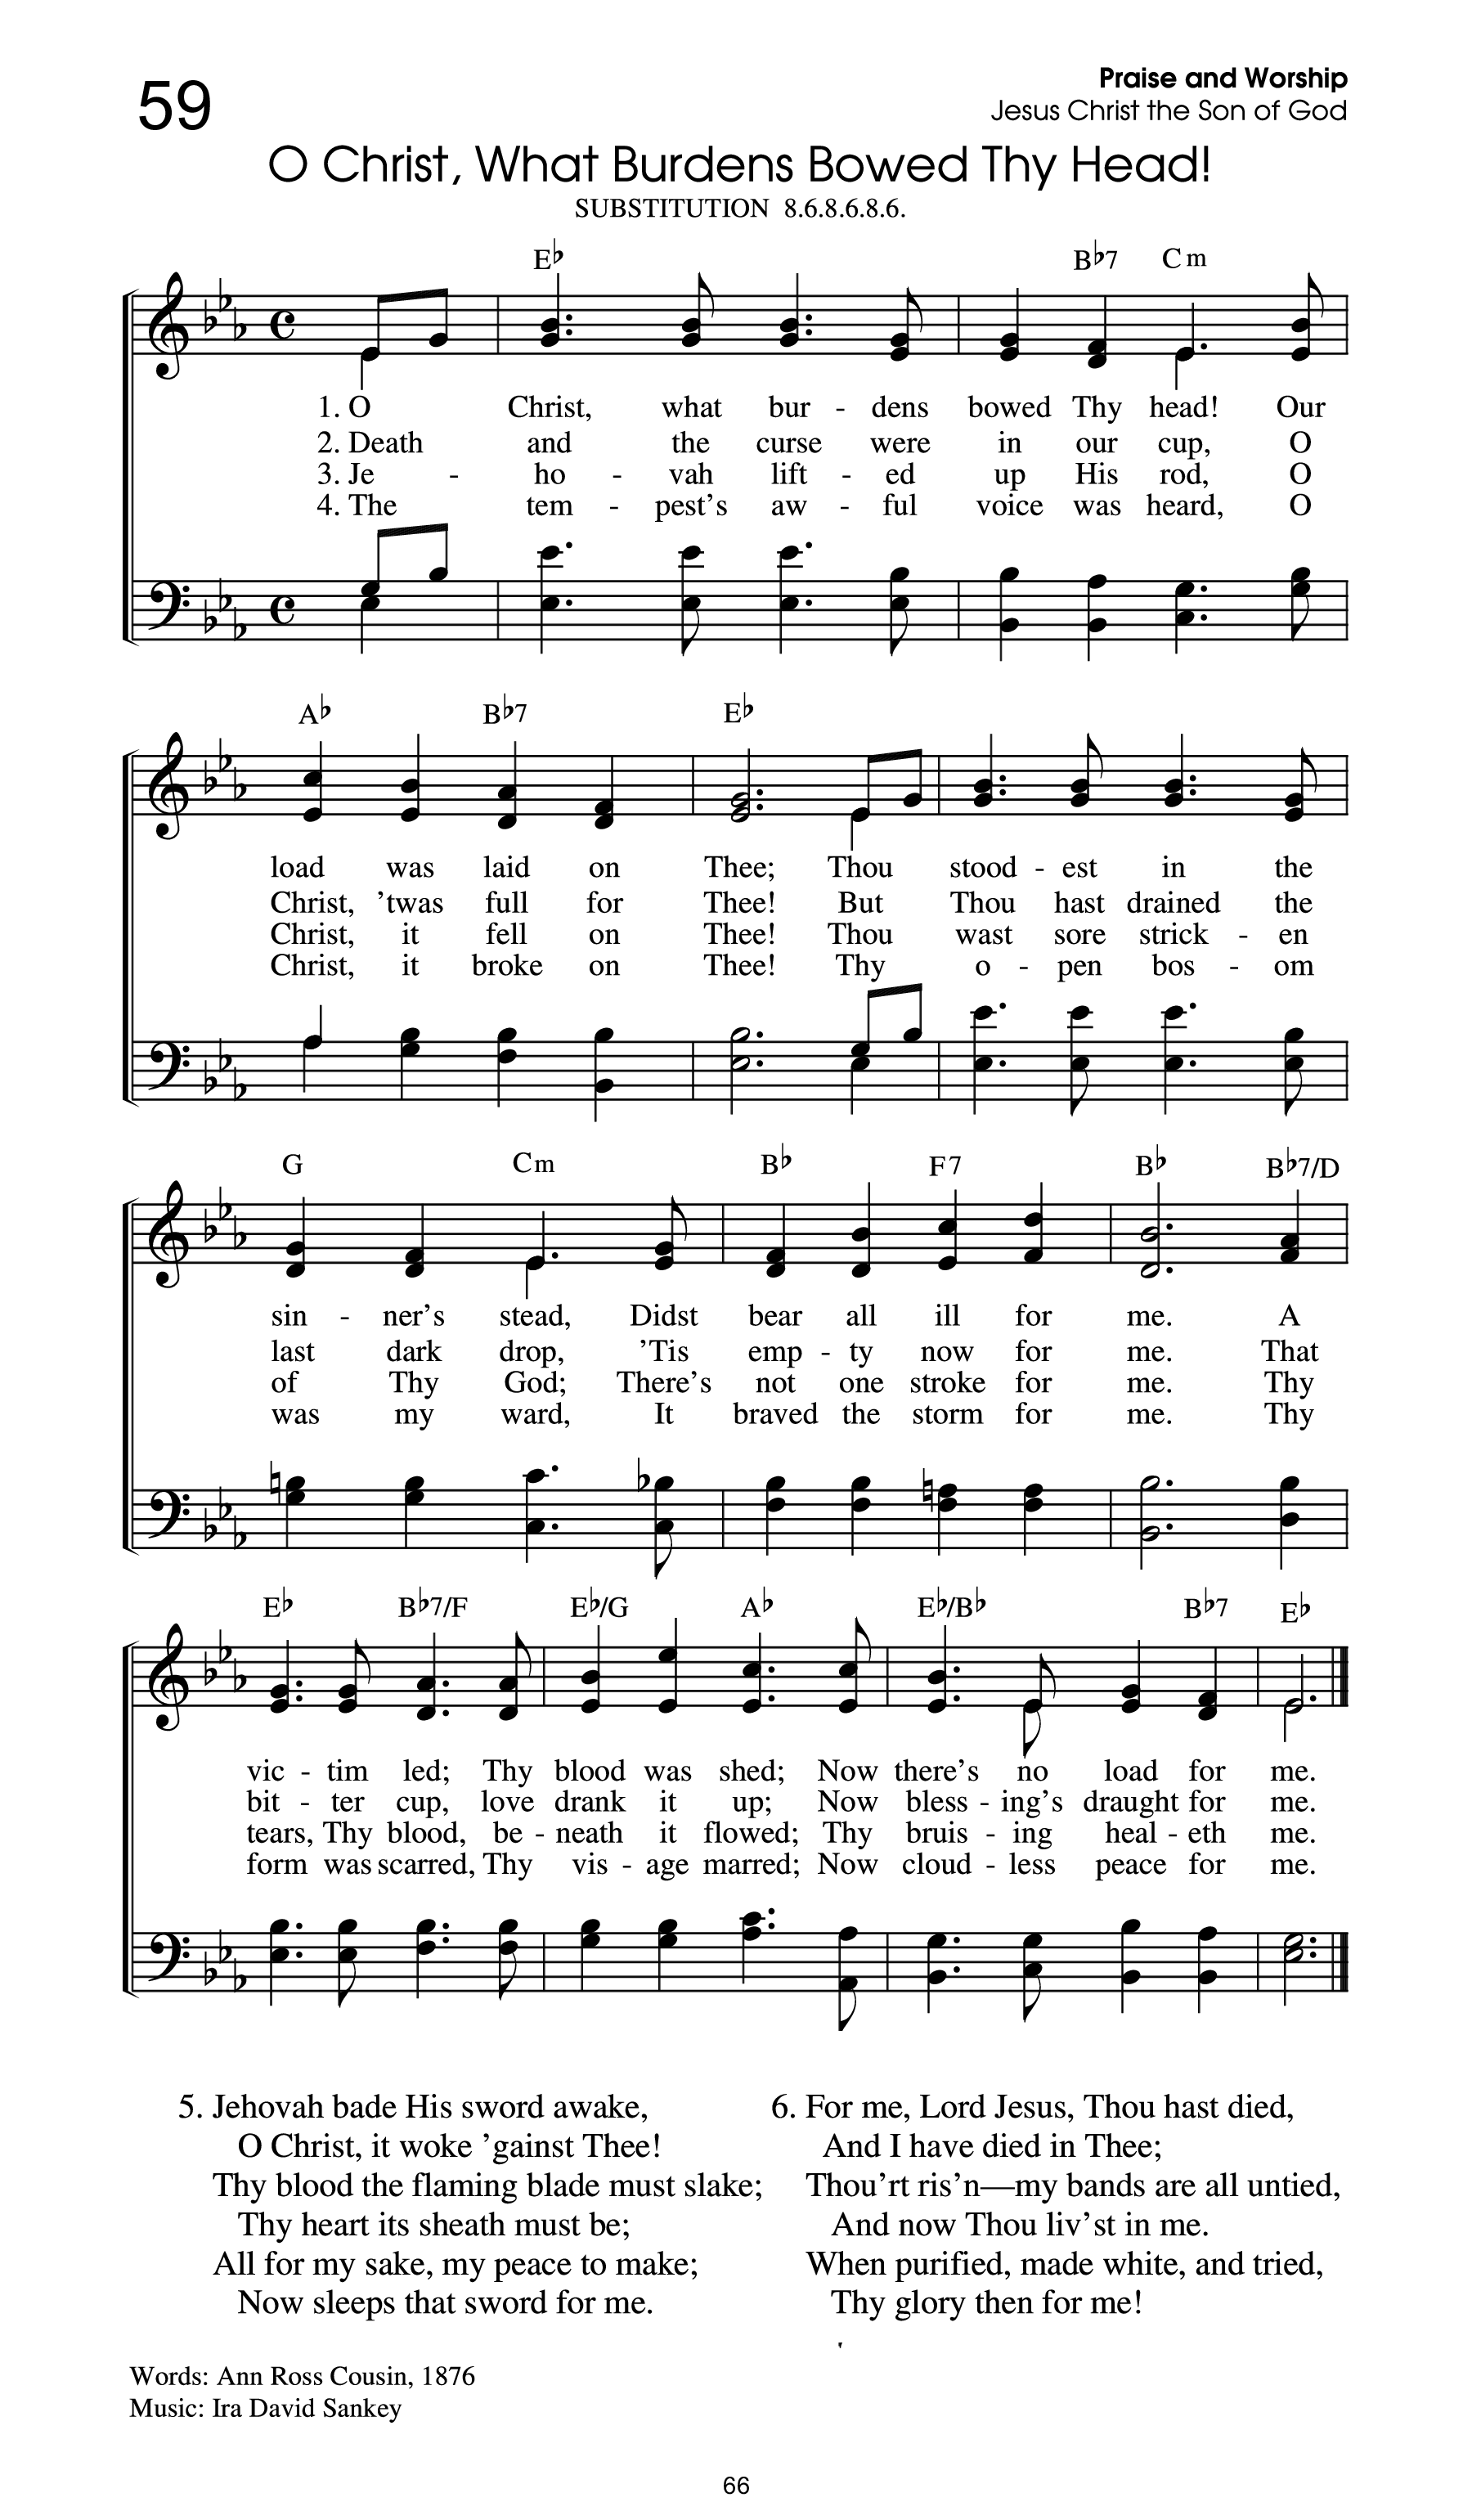 59
Praise and Worship
Jesus Christ the Son of God
O Christ, What Burdens Bowed Thy Head!
SUBSTITUTION 8.6.8.6.8.6.
E♭ B♭7 Cm
1. O Christ, what bur - dens bowed Thy head! Our
2. Death and the curse were in our cup, O
3. Je - ho - vah lift - ed up His rod, O
4. The tem - pest's aw - ful voice was heard, O
A♭ B♭7 E♭
load was laid on Thee; Thou stood - est in the
Christ, 'twas full for Thee! But Thou hast drained the
Christ, it fell on Thee! Thou wast sore strick - en
Christ, it broke on Thee! Thy o - pen bos - om
G Cm B♭ F7 B♭ B♭7/D
sin - ner's stead, Didst bear all ill for me. A
last dark drop, 'Tis emp - ty now for me. That
of Thy God; There's not one stroke for me. Thy
was my ward, It braved the storm for me. Thy
E♭ B♭7/F E♭/G A♭ E♭/B♭ B♭7 E♭
vic - tim led; Thy blood was shed; Now there's no load for me.
bit - ter cup, love drank it up; Now bless - ing's draught for me.
tears, Thy blood, be - neath it flowed; Thy bruis - ing heal - eth me.
form was scarred, Thy vis - age marred; Now cloud - less peace for me.
5. Jehovah bade His sword awake,
O Christ, it woke 'gainst Thee!
Thy blood the flaming blade must slake;
Thy heart its sheath must be;
All for my sake, my peace to make;
Now sleeps that sword for me.
6. For me, Lord Jesus, Thou hast died,
And I have died in Thee;
Thou'rt ris'n—my bands are all untied,
And now Thou liv'st in me.
When purified, made white, and tried,
Thy glory then for me!
Words: Ann Ross Cousin, 1876
Music: Ira David Sankey
66